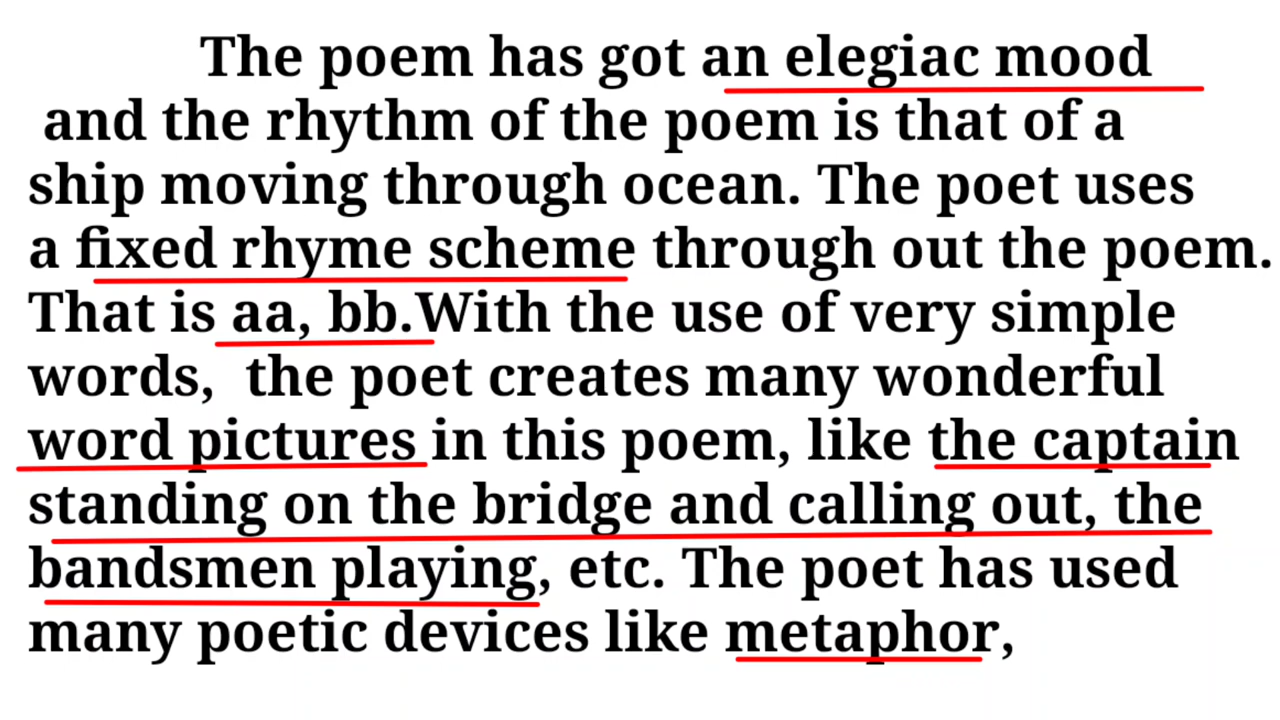 The poem has got an elegiac mood
and the rhythm of the poem is that of a
ship moving through ocean. The poet uses
a fixed rhyme scheme through out the poem.
That is aa, bb.With the use of very simple
words,  the poet creates many wonderful
word pictures in this poem, like the captain
standing on the bridge and calling out, the
bandsmen playing, etc. The poet has used
many poetic devices like metaphor,